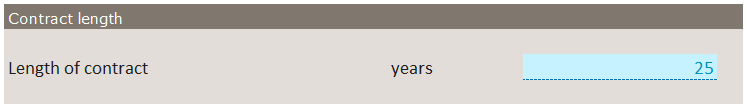 Contract length
Length of contract years 25